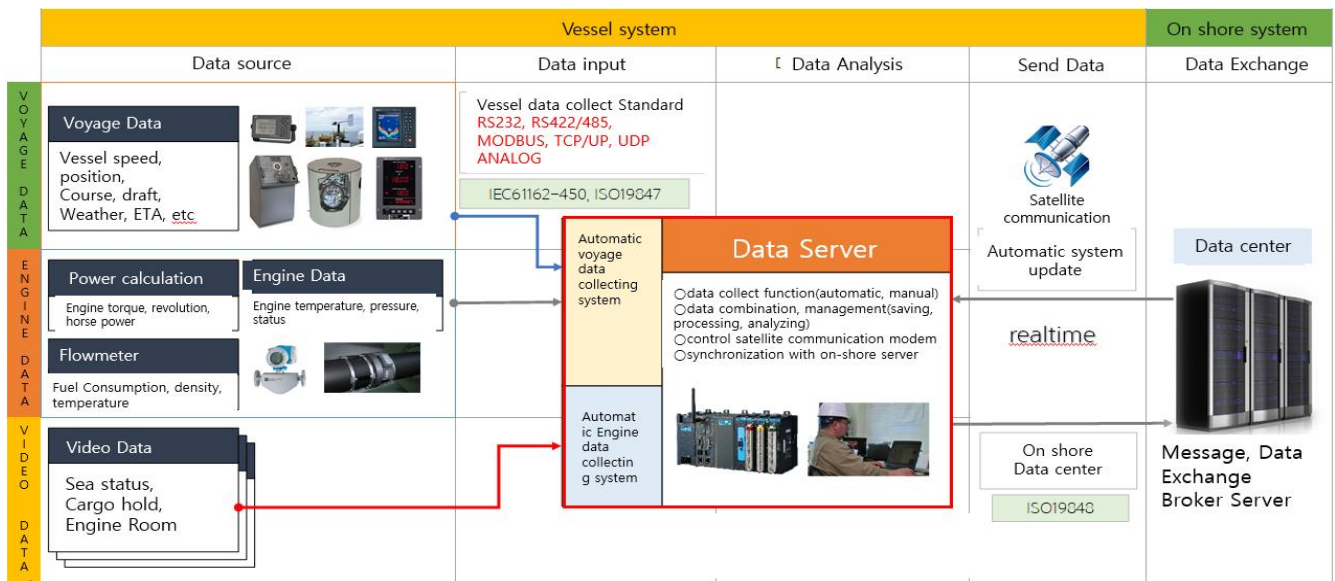 Vessel system
On shore system
Data source
Data input
[ Data Analysis
Send Data
Data Exchange
VOYAGE DATA
Voyage Data
Vessel speed,
position,
Course, draft,
Weather, ETA, etc
Vessel data collect Standard
RS232, RS422/485,
MODBUS, TCP/UP, UDP
ANALOG
IEC61162-450, ISO19847
Satellite
communication
ENGINE DATA
Power calculation
Engine torque, revolution,
horse power
Engine Data
Engine temperature, pressure,
status
Flowmeter
Fuel Consumption, density,
temperature
Automatic
voyage
data
collecting
system
Data Server
○data collect function(automatic, manual)
○data combination, management(saving,
processing, analyzing)
○control satellite communication modem
○synchronization with on-shore server
Automat
ic Engine
data
collectin
g system
Automatic system
update
realtime
Data center
VIDEO DATA
Video Data
Sea status,
Cargo hold,
Engine Room
On shore
Data center
ISO19848
Message, Data
Exchange
Broker Server